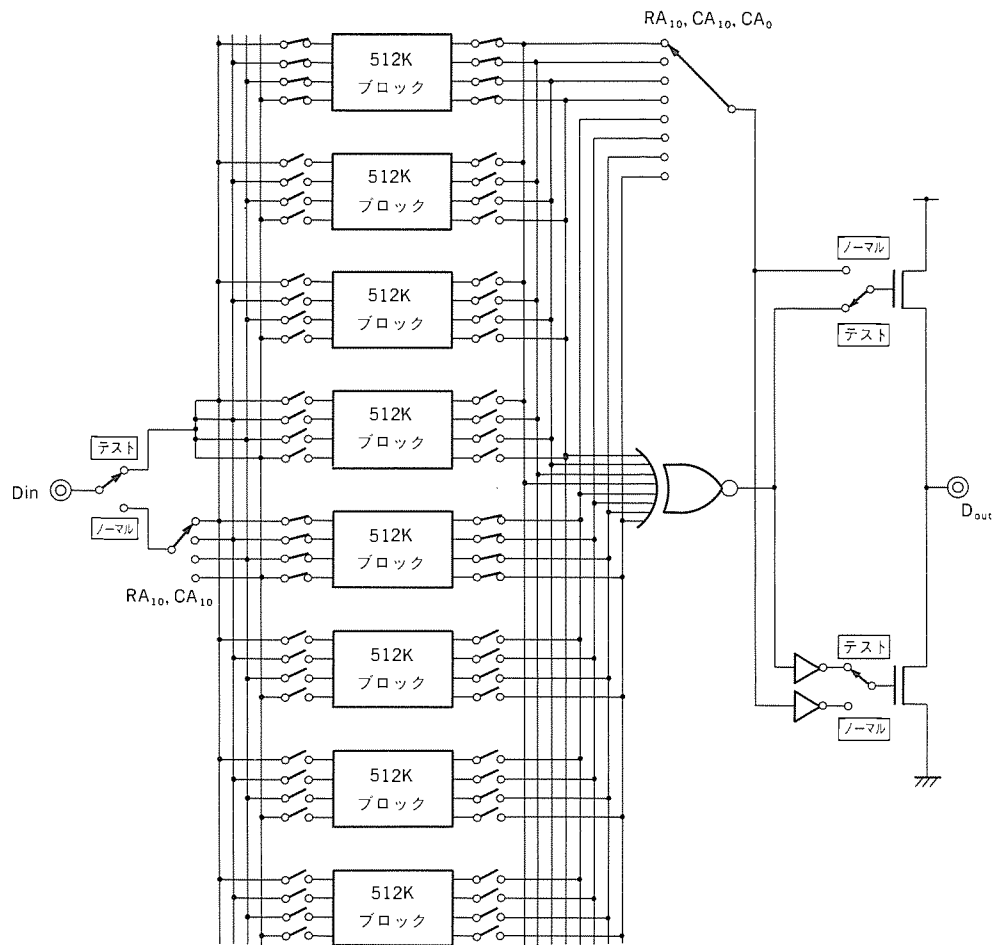 RA₁₀, CA₁₀, CA₀
512K
ブロック
512K
ブロック
ノーマル
512K
ブロック
テスト
512K
ブロック
テスト
Din
Dout
ノーマル
512K
ブロック
RA₁₀, CA₁₀
512K
ブロック
テスト
ノーマル
512K
ブロック
512K
ブロック